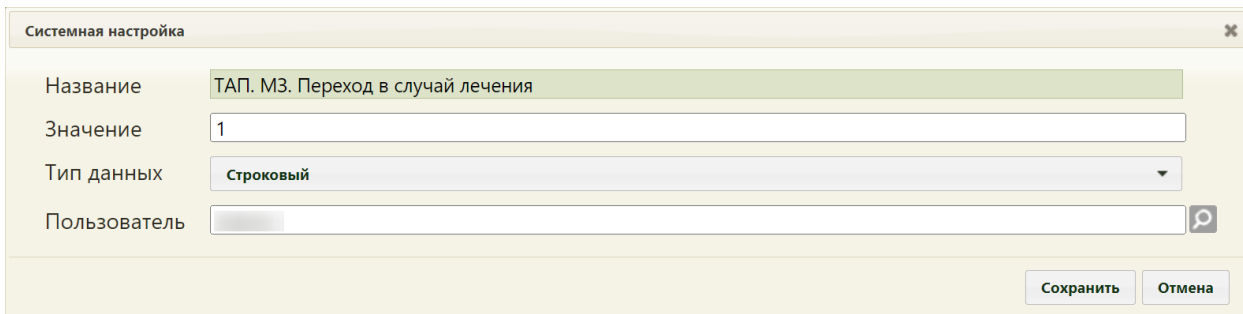 Системная настройка
Название ТАП. МЗ. Переход в случай лечения
Значение 1
Тип данных Строковый
Пользователь
Сохранить Отмена